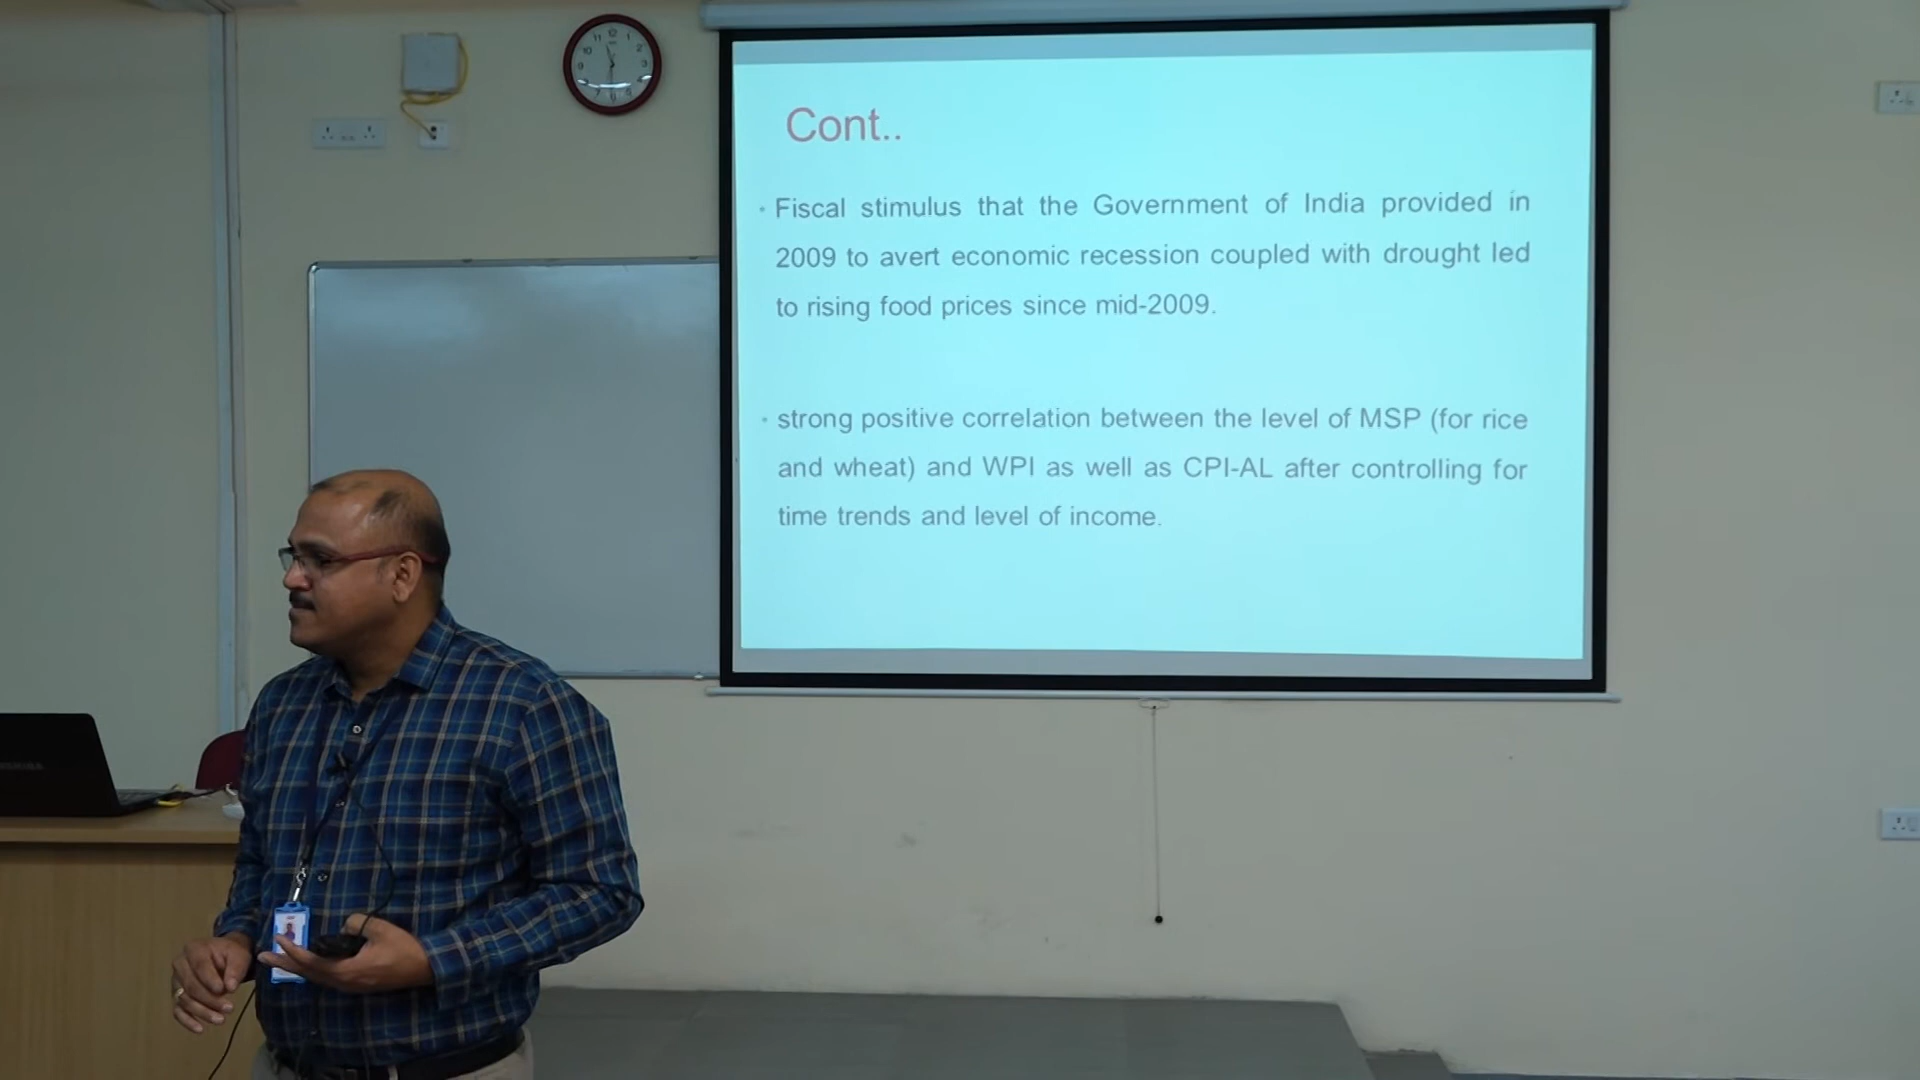 Cont..
• Fiscal stimulus that the Government of India provided in
2009 to avert economic recession coupled with drought led
to rising food prices since mid-2009.
• strong positive correlation between the level of MSP (for rice
and wheat) and WPI as well as CPI-AL after controlling for
time trends and level of income.